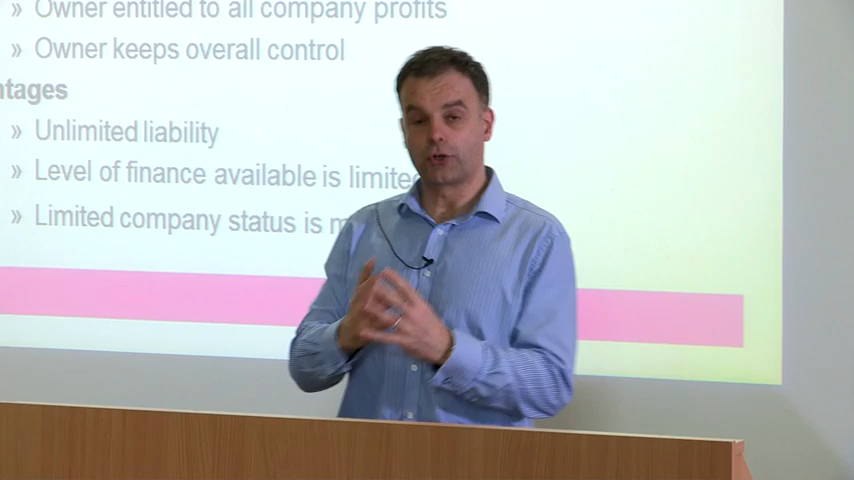 » Owner entitled to all company profits
» Owner keeps overall control
ntages
» Unlimited liability
» Level of finance available is limite
» Limited company status is m